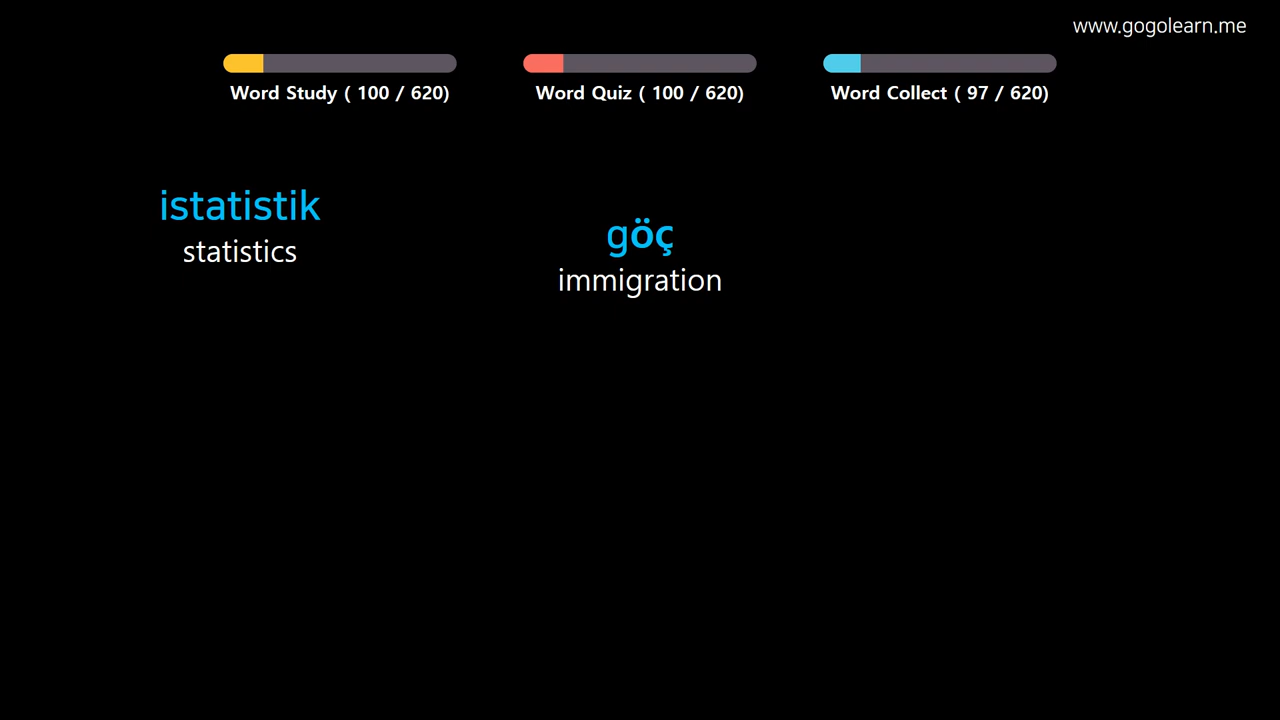 www.gogolearn.me
Word Study ( 100 / 620)
Word Quiz ( 100 / 620)
Word Collect ( 97 / 620)
istatistik
statistics
göç
immigration